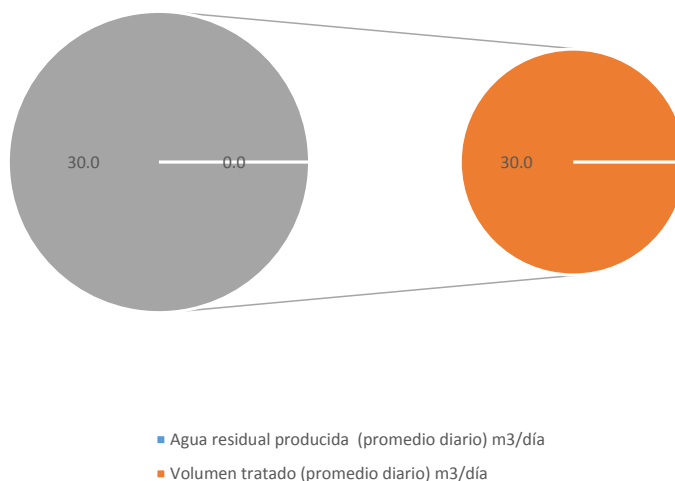 30.0
0.0
30.0
Agua residual producida (promedio diario) m3/día
Volumen tratado (promedio diario) m3/día